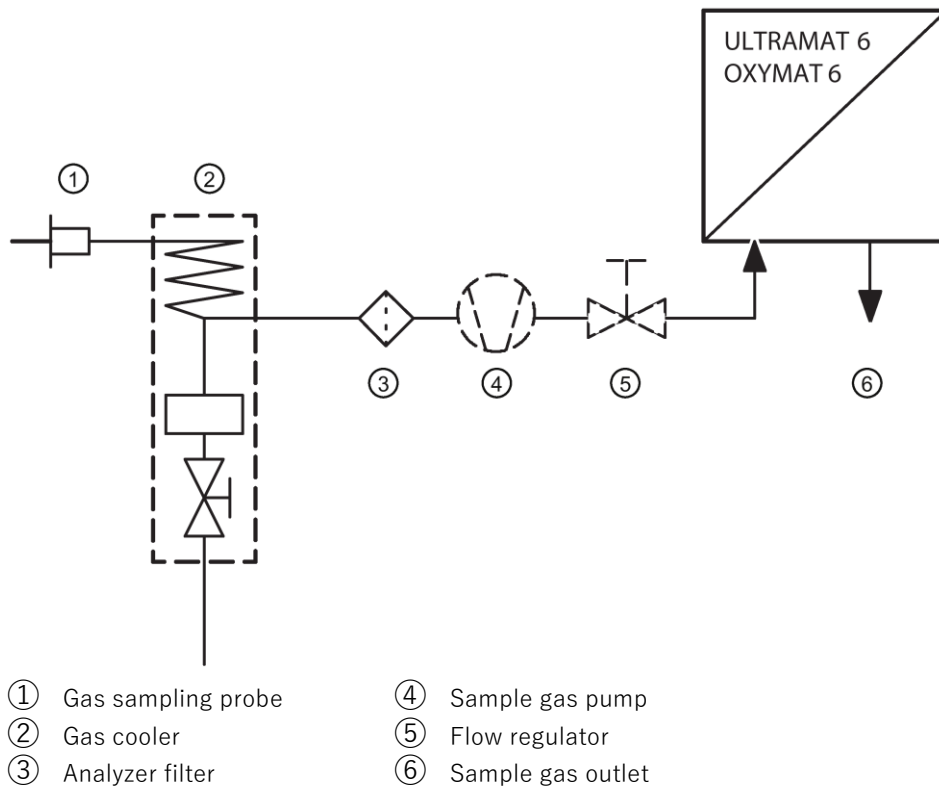 ULTRAMAT 6
OXYMAT 6
① ②
③ ④ ⑤ ⑥
① Gas sampling probe ④ Sample gas pump
② Gas cooler ⑤ Flow regulator
③ Analyzer filter ⑥ Sample gas outlet